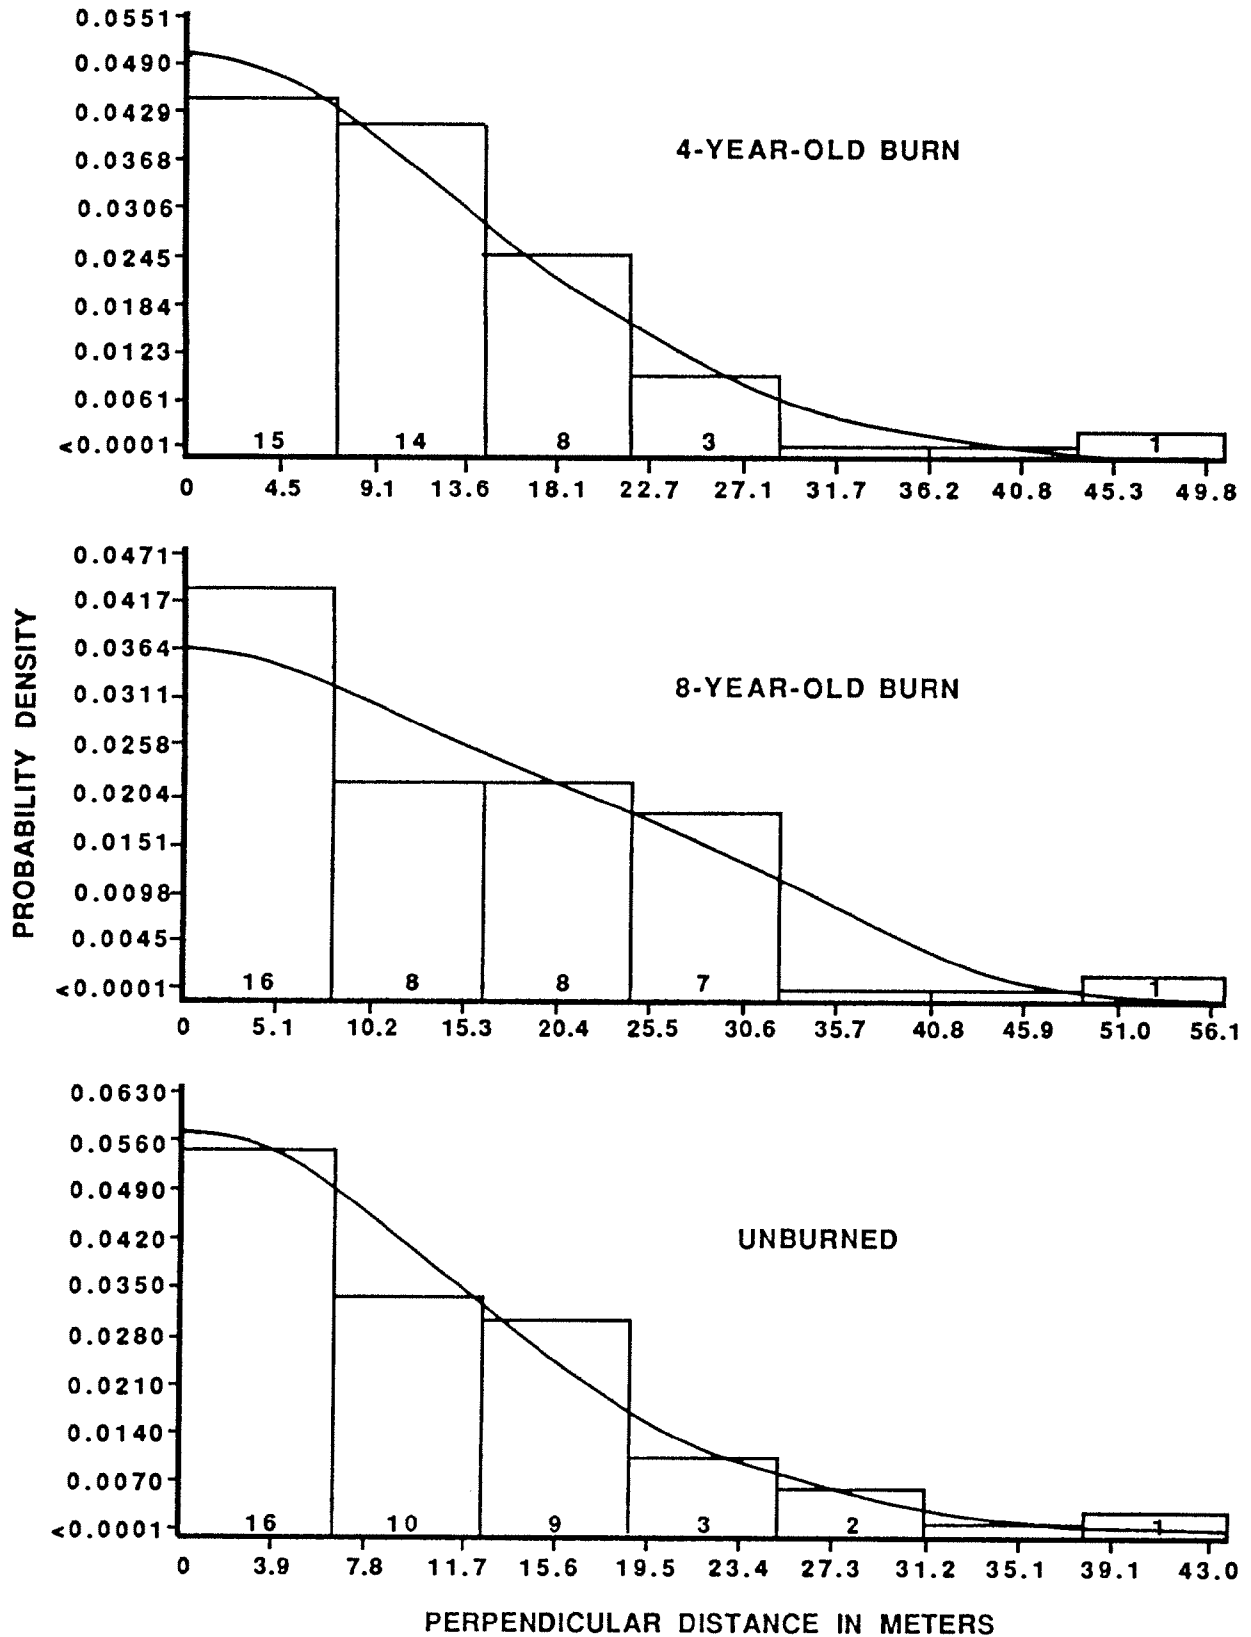 0.0551
0.0490
0.0429
0.0368
0.0306
0.0245
0.0184
0.0123
0.0061
<0.0001
4-YEAR-OLD BURN
15 14 8 3 1
0 4.5 9.1 13.6 18.1 22.7 27.1 31.7 36.2 40.8 45.3 49.8
PROBABILITY DENSITY
0.0471
0.0417
0.0364
0.0311
0.0258
0.0204
0.0151
0.0098
0.0045
<0.0001
8-YEAR-OLD BURN
16 8 8 7 1
0 5.1 10.2 15.3 20.4 25.5 30.6 35.7 40.8 45.9 51.0 56.1
0.0630
0.0560
0.0490
0.0420
0.0350
0.0280
0.0210
0.0140
0.0070
<0.0001
UNBURNED
16 10 9 3 2 1
0 3.9 7.8 11.7 15.6 19.5 23.4 27.3 31.2 35.1 39.1 43.0
PERPENDICULAR DISTANCE IN METERS